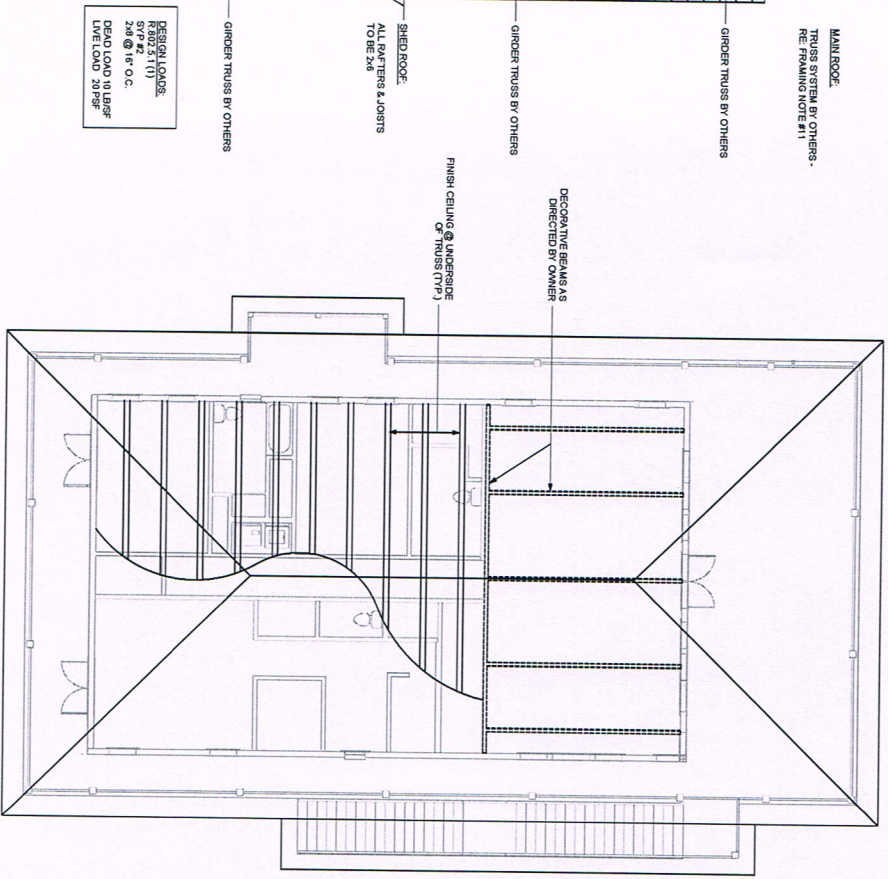 MAIN ROOF:
TRUSS SYSTEM BY OTHERS -
RE: FRAMING NOTE #11
GIRDER TRUSS BY OTHERS
DECORATIVE BEAMS AS
DIRECTED BY OWNER
GIRDER TRUSS BY OTHERS
FINISH CEILING @ UNDERSIDE
OF TRUSS (TYP.)
SHED ROOF:
ALL RAFTERS & JOISTS
TO BE 2x6
GIRDER TRUSS BY OTHERS
DESIGN LOADS:
R.802.5.1 (1)
SYP #2
2x8 @ 16" O.C.
DEAD LOAD 10 LB/SF
LIVE LOAD 20 PSF